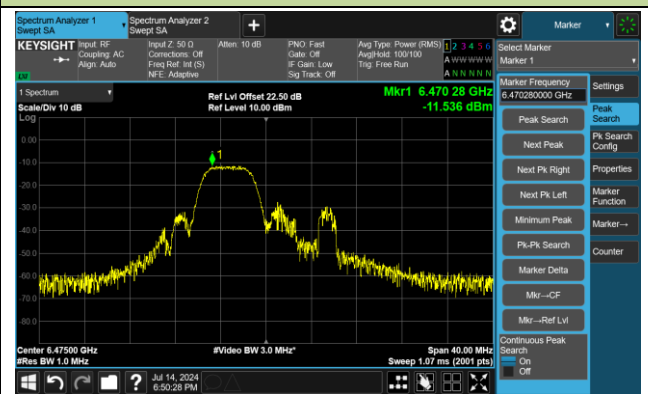 Spectrum Analyzer 1
Swept SA
Spectrum Analyzer 2
Swept SA
+
Marker
KEYSIGHT
Input: RF
Coupling: AC
Align: Auto
Input Z: 50 Ω
Corrections: Off
Freq Ref: Int (S)
NFE: Adaptive
Atten: 10 dB
PNO: Fast
Gate: Off
IF Gain: Low
Sig Track: Off
Avg Type: Power (RMS)
Avg|Hold: 100/100
Trig: Free Run
1 2 3 4 5 6
A W W W W W
A N N N N N
LXI
Select Marker
Marker 1
1 Spectrum
Scale/Div 10 dB
Log
Ref Lvl Offset 22.50 dB
Ref Level 10.00 dBm
Mkr1 6.470 28 GHz
-11.536 dBm
0.00
-10.0
-20.0
-30.0
-40.0
-50.0
-60.0
-70.0
-80.0
1
Center 6.47500 GHz
#Res BW 1.0 MHz
#Video BW 3.0 MHz*
Span 40.00 MHz
Sweep 1.07 ms (2001 pts)
Marker Frequency
6.470280000 GHz
Peak Search
Next Peak
Next Pk Right
Next Pk Left
Minimum Peak
Pk-Pk Search
Marker Delta
Mkr→CF
Mkr→Ref Lvl
Continuous Peak
Search
On
Off
Settings
Peak
Search
Pk Search
Config
Properties
Marker
Function
Marker→
Counter
?
Jul 14, 2024
6:50:28 PM